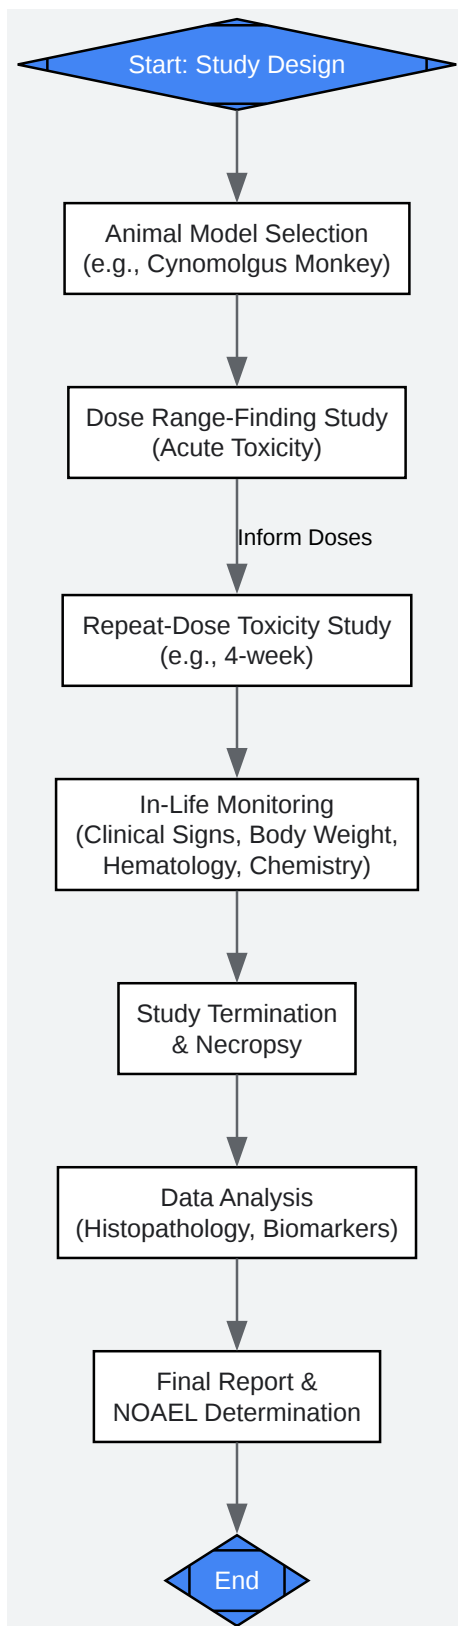 Start: Study Design
Animal Model Selection
(e.g., Cynomolgus Monkey)
Dose Range-Finding Study
(Acute Toxicity)
Inform Doses
Repeat-Dose Toxicity Study
(e.g., 4-week)
In-Life Monitoring
(Clinical Signs, Body Weight,
Hematology, Chemistry)
Study Termination
& Necropsy
Data Analysis
(Histopathology, Biomarkers)
Final Report &
NOAEL Determination
End